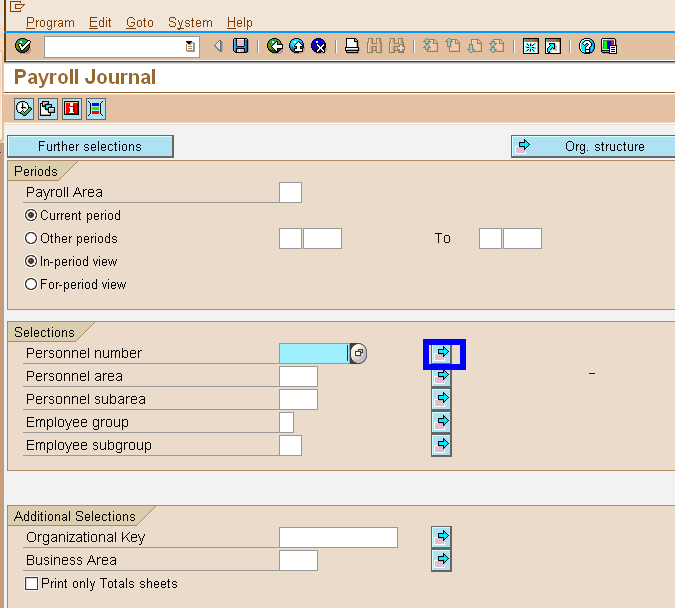 Program Edit Goto System Help
Payroll Journal
Further selections
Org. structure
Periods
Payroll Area
Current period
Other periods To
In-period view
For-period view
Selections
Personnel number
Personnel area
Personnel subarea
Employee group
Employee subgroup
Additional Selections
Organizational Key
Business Area
Print only Totals sheets